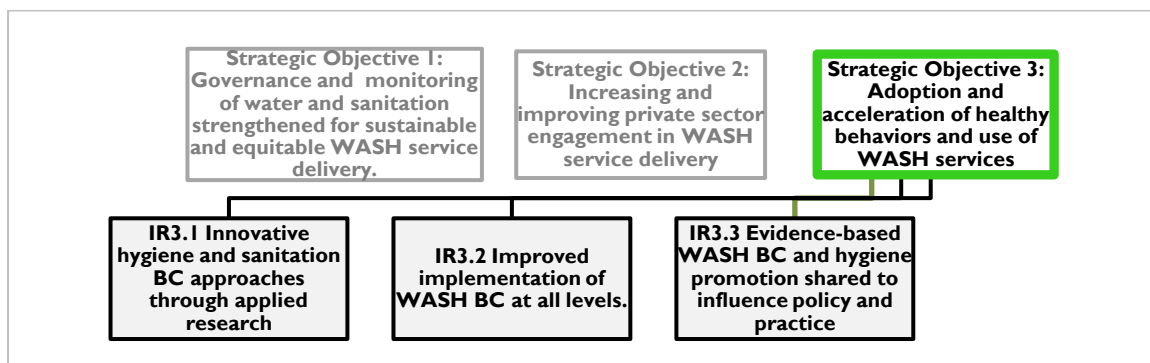 Strategic Objective 1:
Governance and monitoring
of water and sanitation
strengthened for sustainable
and equitable WASH service
delivery.
Strategic Objective 2:
Increasing and
improving private sector
engagement in WASH
service delivery
Strategic Objective 3:
Adoption and
acceleration of healthy
behaviors and use of
WASH services
IR3.1 Innovative
hygiene and sanitation
BC approaches
through applied
research
IR3.2 Improved
implementation of
WASH BC at all levels.
IR3.3 Evidence-based
WASH BC and hygiene
promotion shared to
influence policy and
practice